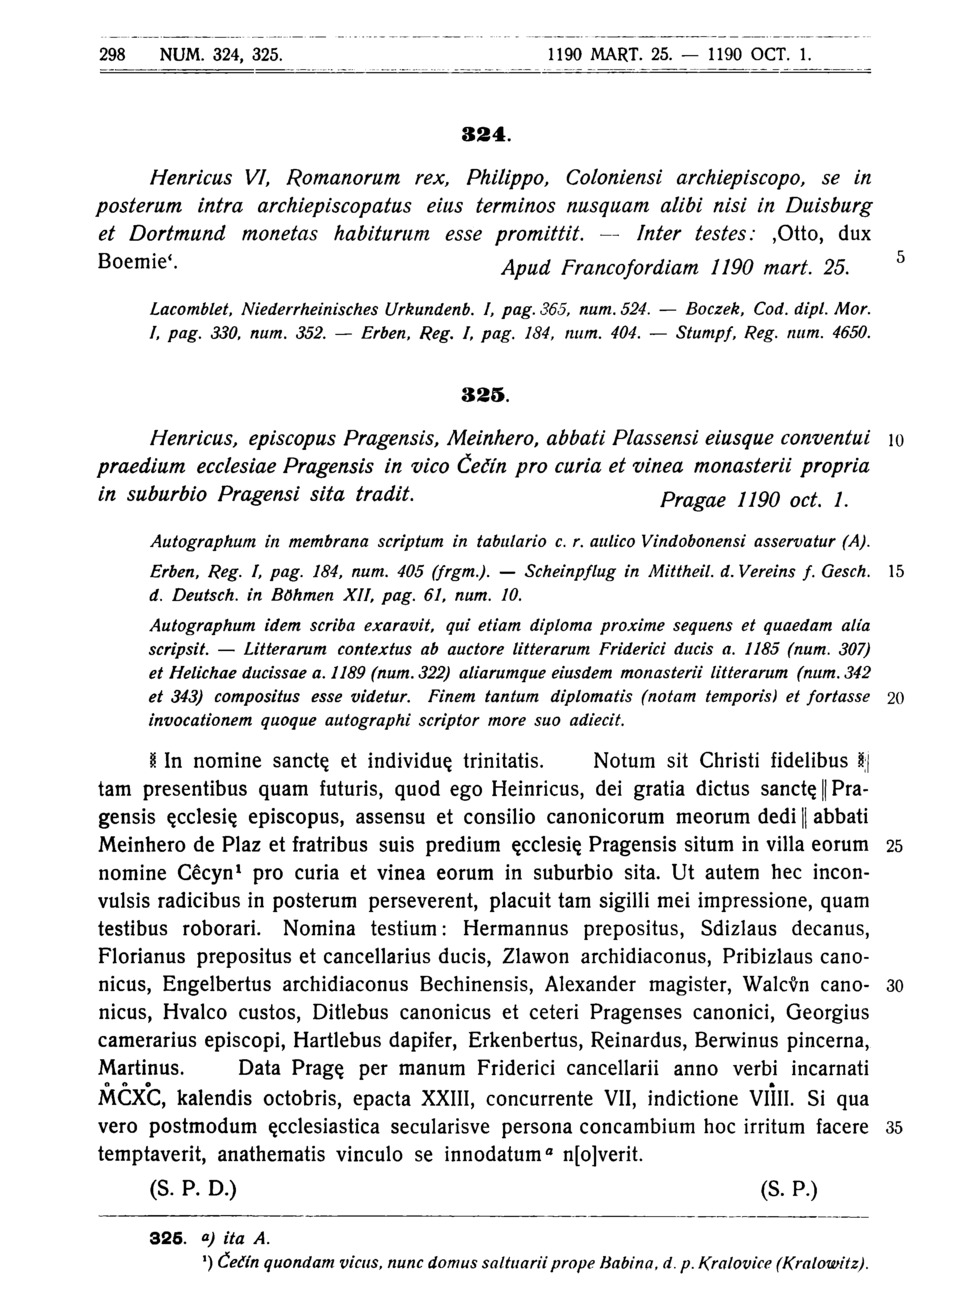 298 NUM. 324, 325. 1190 MART. 25. — 1190 OCT. 1.
324.
Henricus VI, Romanorum rex, Philippo, Coloniensi archiepiscopo, se in
posterum intra archiepiscopatus eius terminos nusquam alibi nisi in Duisburg
et Dortmund monetas habiturum esse promittit. — Inter testes: ‚Otto, dux
Boemie‘. Apud Francofordiam 1190 mart. 25. 5
Lacomblet, Niederrheinisches Urkundenb. I, pag. 365, num. 524. — Boczek, Cod. dipl. Mor.
I, pag. 330, num. 352. — Erben, Reg. I, pag. 184, num. 404. — Stumpf, Reg. num. 4650.
325.
Henricus, episcopus Pragensis, Meinhero, abbati Plassensi eiusque conventui 10
praedium ecclesiae Pragensis in vico Čečín pro curia et vinea monasterii propria
in suburbio Pragensi sita tradit. Pragae 1190 oct. 1.
Autographum in membrana scriptum in tabulario c. r. aulico Vindobonensi asservatur (A).
Erben, Reg. I, pag. 184, num. 405 (frgm.). — Scheinpflug in Mittheil. d. Vereins f. Gesch. 15
d. Deutsch. in Böhmen XII, pag. 61, num. 10.
Autographum idem scriba exaravit, qui etiam diploma proxime sequens et quaedam alia
scripsit. — Litterarum contextus ab auctore litterarum Friderici ducis a. 1185 (num. 307)
et Helichae ducissae a. 1189 (num. 322) aliarumque eiusdem monasterii litterarum (num. 342
et 343) compositus esse videtur. Finem tantum diplomatis (notam temporis) et fortasse 20
invocationem quoque autographi scriptor more suo adiecit.
In nomine sanctę et individuę trinitatis. Notum sit Christi fidelibus
tam presentibus quam futuris, quod ego Heinricus, dei gratia dictus sanctę || Pra-
gensis ęcclesię episcopus, assensu et consilio canonicorum meorum dedi || abbati
Meinhero de Plaz et fratribus suis predium ęcclesię Pragensis situm in villa eorum 25
nomine Cêcyn¹ pro curia et vinea eorum in suburbio sita. Ut autem hec incon-
vulsis radicibus in posterum perseverent, placuit tam sigilli mei impressione, quam
testibus roborari. Nomina testium: Hermannus prepositus, Sdizlaus decanus,
Florianus prepositus et cancellarius ducis, Zlawon archidiaconus, Pribizlaus cano-
nicus, Engelbertus archidiaconus Bechinensis, Alexander magister, Walcv̊n cano- 30
nicus, Hvalco custos, Ditlebus canonicus et ceteri Pragenses canonici, Georgius
camerarius episcopi, Hartlebus dapifer, Erkenbertus, Reinardus, Berwinus pincerna,
Martinus. Data Pragę per manum Friderici cancellarii anno verbi incarnati
M̊C̊XC̊, kalendis octobris, epacta XXIII, concurrente VII, indictione VIIII. Si qua
vero postmodum ęcclesiastica secularisve persona concambium hoc irritum facere 35
temptaverit, anathematis vinculo se innodatumᵃ n[o]verit.
(S. P. D.) (S. P.)
325. a) ita A.
¹) Čečín quondam vicus, nunc domus saltuarii prope Babina, d. p. Kralovice (Kralowitz).